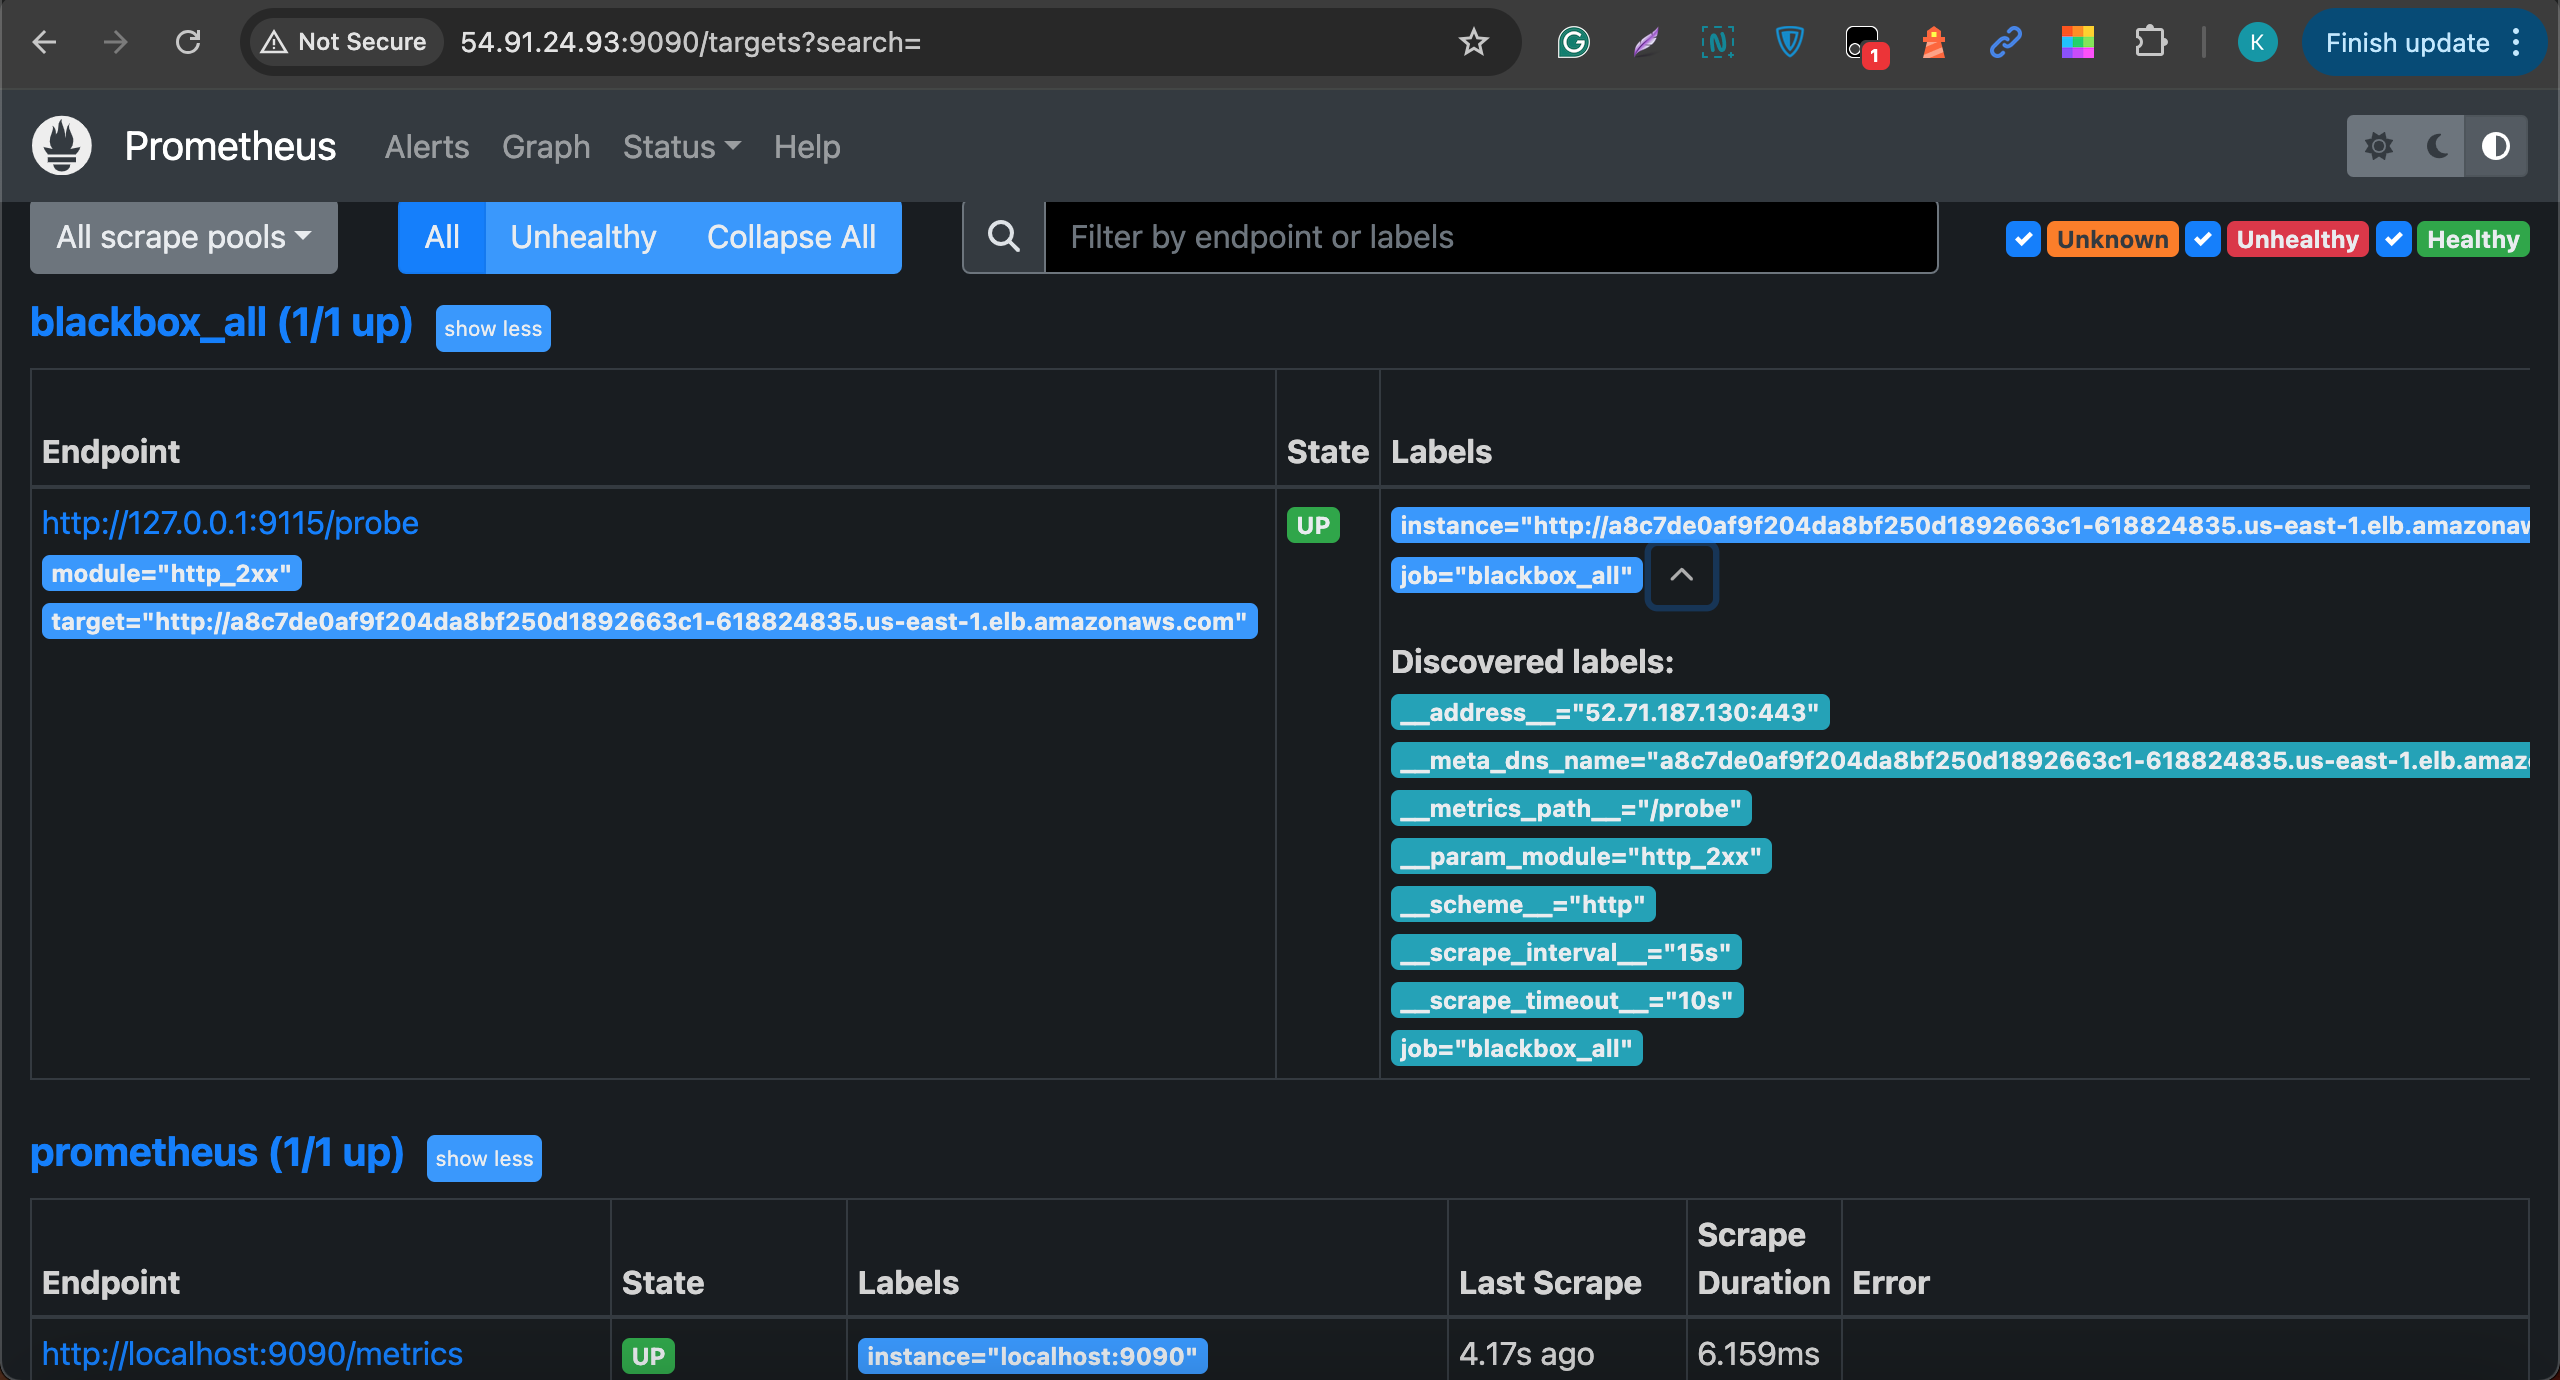 Not Secure 54.91.24.93:9090/targets?search= 1 K Finish update
Prometheus Alerts Graph Status Help
All scrape pools All Unhealthy Collapse All Filter by endpoint or labels Unknown Unhealthy Healthy
blackbox_all (1/1 up) show less
Endpoint State Labels
http://127.0.0.1:9115/probe UP instance="http://a8c7de0af9f204da8bf250d1892663c1-618824835.us-east-1.elb.amazonaw
module="http_2xx" job="blackbox_all"
target="http://a8c7de0af9f204da8bf250d1892663c1-618824835.us-east-1.elb.amazonaws.com"
Discovered labels:
__address__="52.71.187.130:443"
__meta_dns_name="a8c7de0af9f204da8bf250d1892663c1-618824835.us-east-1.elb.amaz
__metrics_path__="/probe"
__param_module="http_2xx"
__scheme__="http"
__scrape_interval__="15s"
__scrape_timeout__="10s"
job="blackbox_all"
prometheus (1/1 up) show less
Endpoint State Labels Last Scrape Scrape Duration Error
http://localhost:9090/metrics UP instance="localhost:9090" 4.17s ago 6.159ms